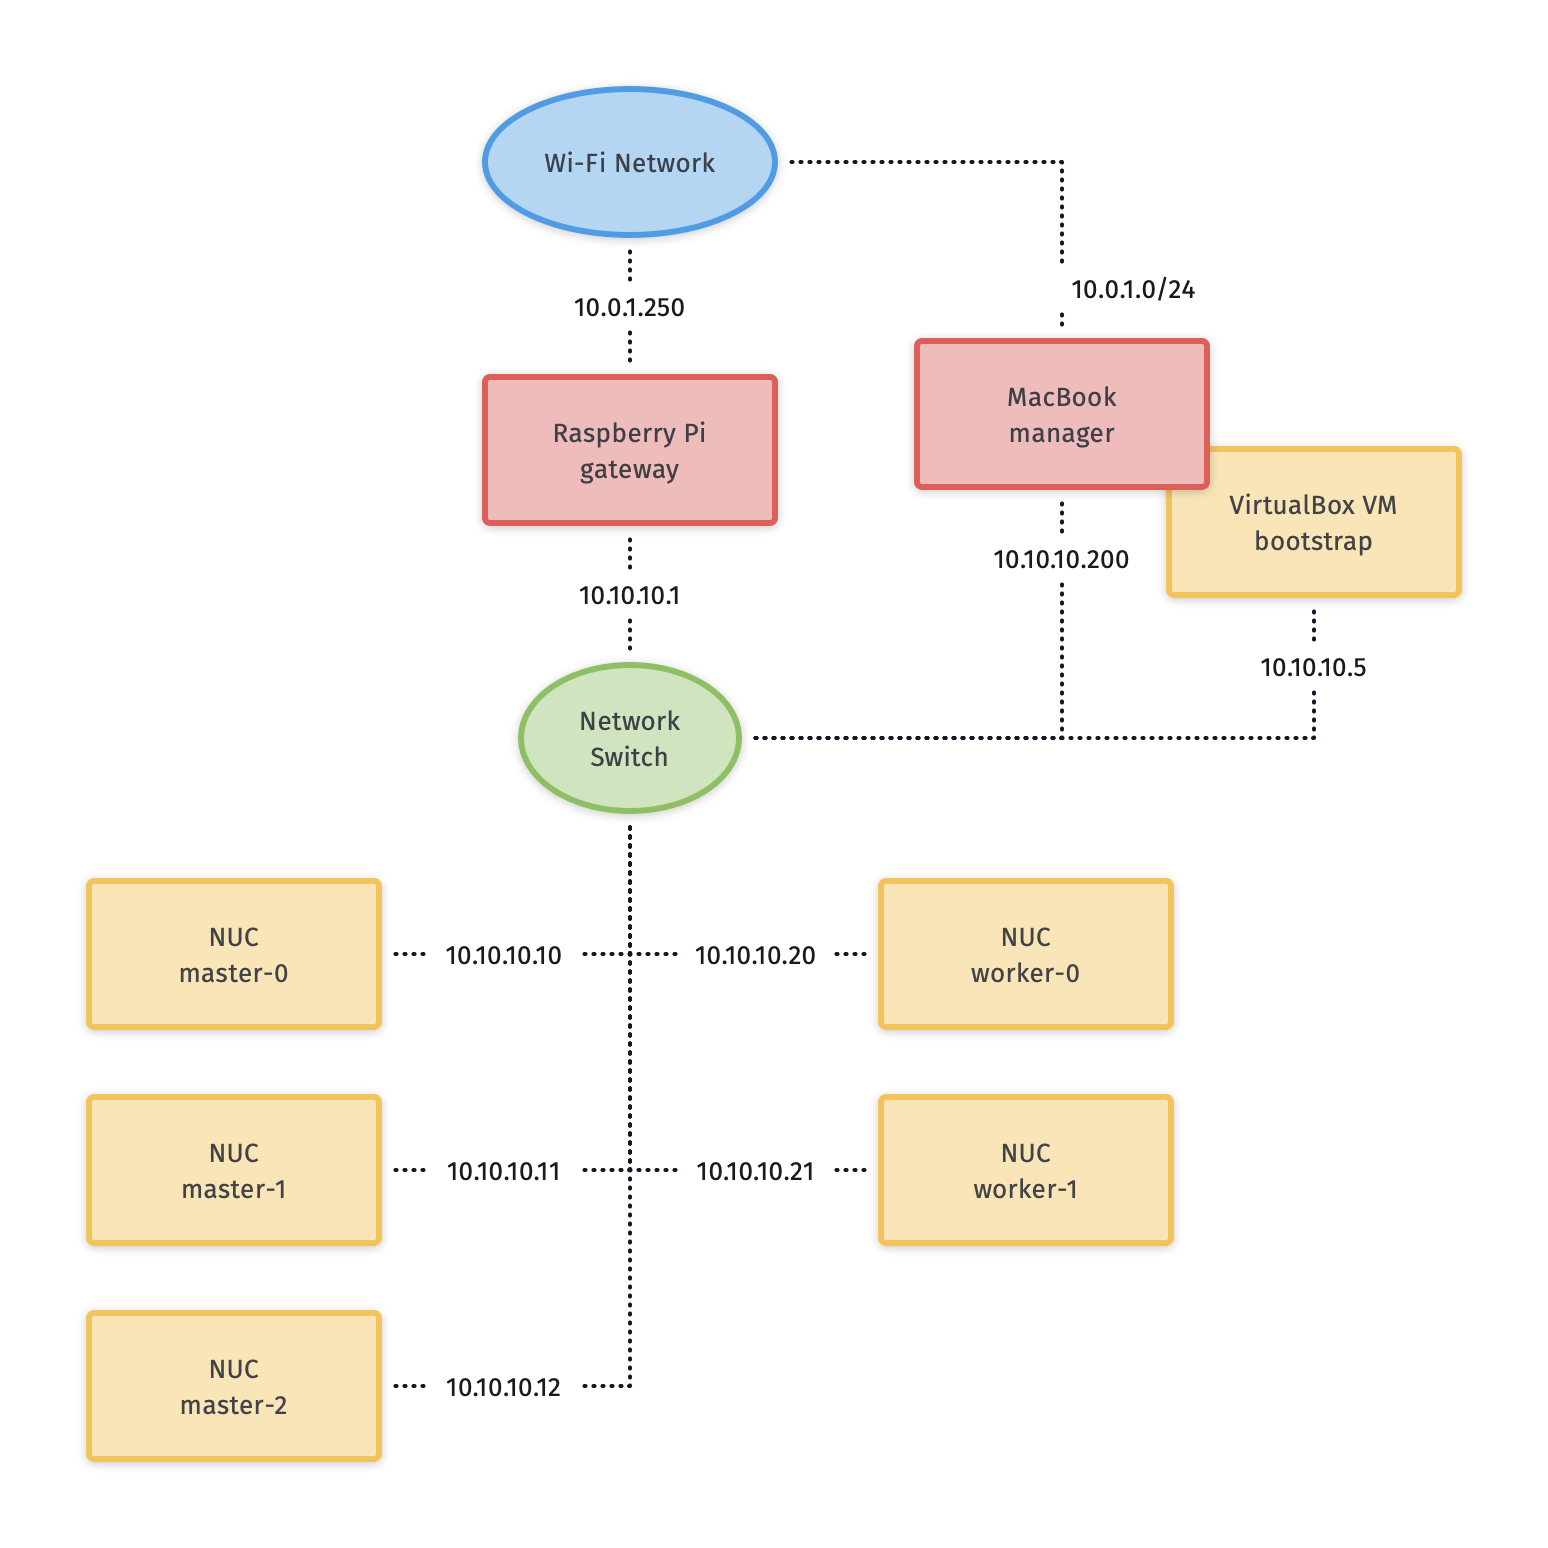 Wi-Fi Network
10.0.1.250
10.0.1.0/24
Raspberry Pi
gateway
MacBook
manager
VirtualBox VM
bootstrap
10.10.10.1
10.10.10.200
10.10.10.5
Network
Switch
NUC
master-0
10.10.10.10
10.10.10.20
NUC
worker-0
NUC
master-1
10.10.10.11
10.10.10.21
NUC
worker-1
NUC
master-2
10.10.10.12